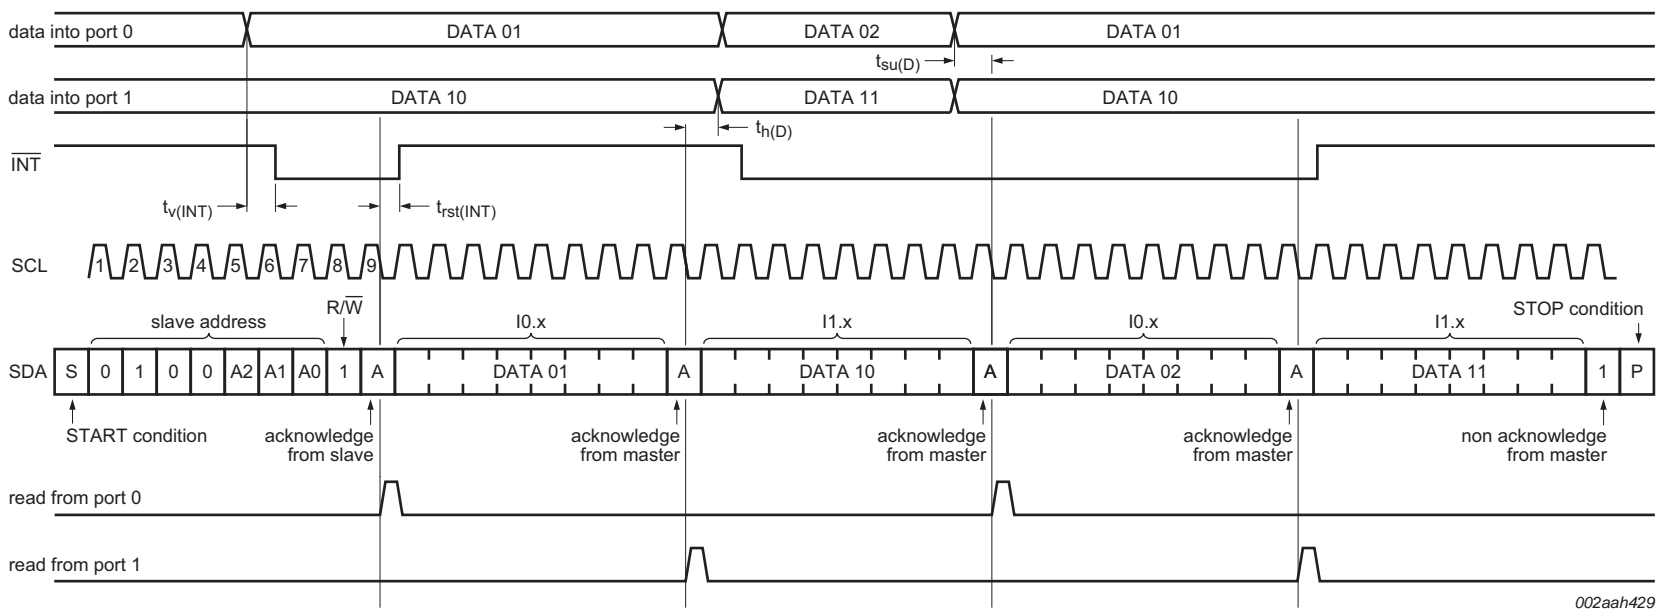 data into port 0 DATA 01 DATA 02 DATA 01
tsu(D)
data into port 1 DATA 10 DATA 11 DATA 10
th(D)
INT
tv(INT) trst(INT)
SCL 1 2 3 4 5 6 7 8 9
R/W STOP condition
slave address I0.x I1.x I0.x I1.x
SDA S 0 1 0 0 A2 A1 A0 1 A DATA 01 A DATA 10 A DATA 02 A DATA 11 1 P
START condition acknowledge acknowledge acknowledge acknowledge non acknowledge
from slave from master from master from master from master
read from port 0
read from port 1
002aah429